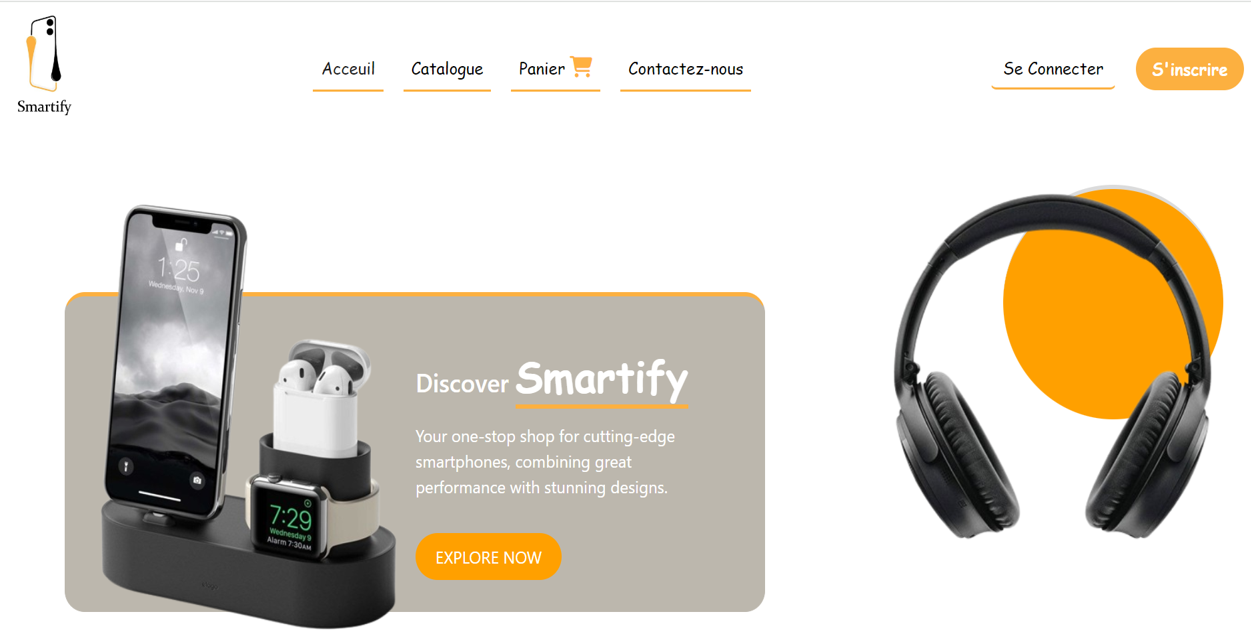 Smartify
Acceuil
Catalogue
Panier
Contactez-nous
Se Connecter
S'inscrire
1:25
Wednesday, Nov 9
Discover Smartify
Your one-stop shop for cutting-edge
smartphones, combining great
performance with stunning designs.
EXPLORE NOW
7:29
Wednesday 9
Alarm 7:30AM